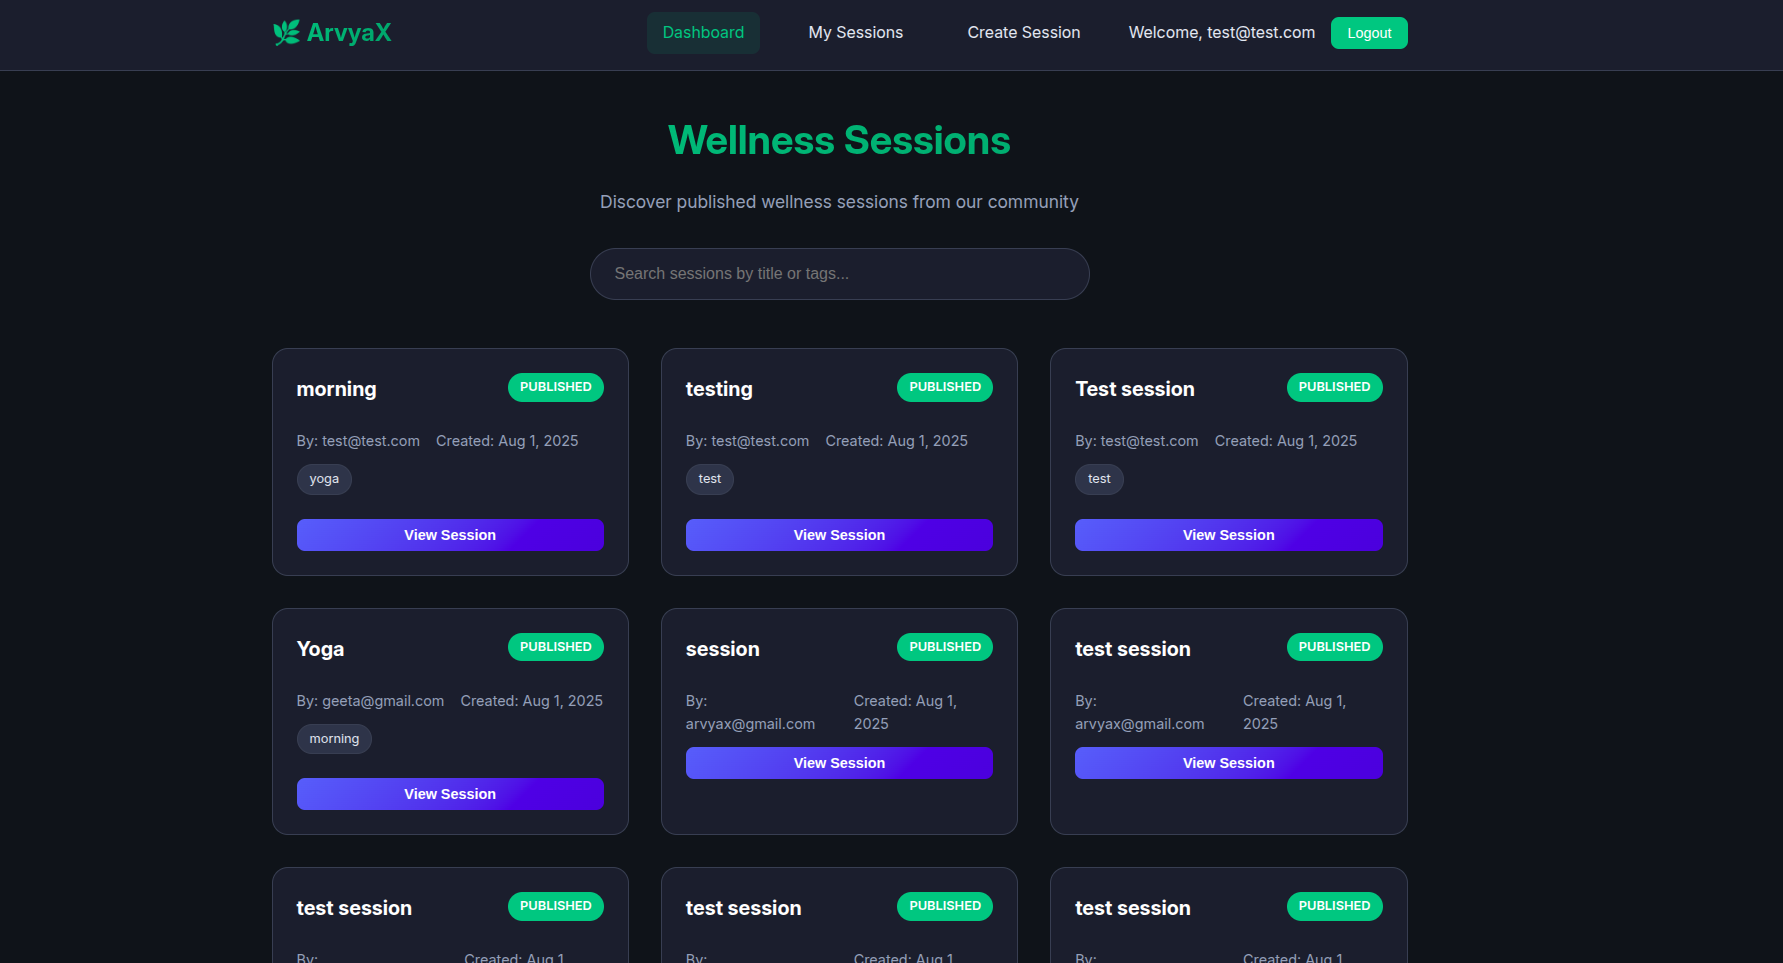 ArvyaX
Dashboard
My Sessions
Create Session
Welcome, test@test.com
Logout
Wellness Sessions
Discover published wellness sessions from our community
Search sessions by title or tags...
morning
PUBLISHED
By: test@test.com
Created: Aug 1, 2025
yoga
View Session
testing
PUBLISHED
By: test@test.com
Created: Aug 1, 2025
test
View Session
Test session
PUBLISHED
By: test@test.com
Created: Aug 1, 2025
test
View Session
Yoga
PUBLISHED
By: geeta@gmail.com
Created: Aug 1, 2025
morning
View Session
session
PUBLISHED
By:
arvyax@gmail.com
Created: Aug 1,
2025
View Session
test session
PUBLISHED
By:
arvyax@gmail.com
Created: Aug 1,
2025
View Session
test session
PUBLISHED
By:
Created: Aug 1,
test session
PUBLISHED
By:
Created: Aug 1,
test session
PUBLISHED
By:
Created: Aug 1,